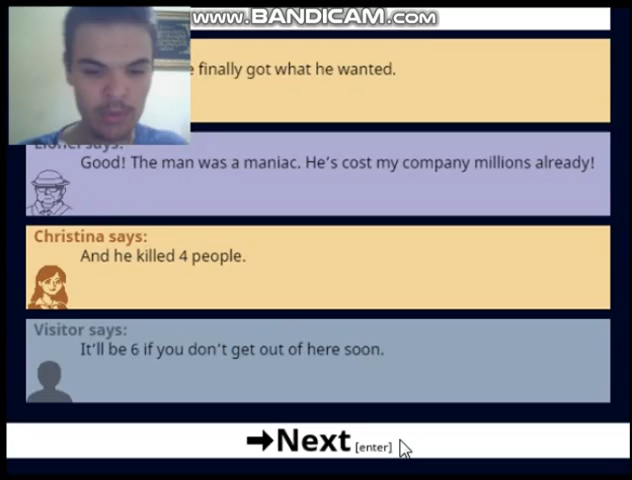 www.BANDICAM.com
finally got what he wanted.
Lionel says:
Good! The man was a maniac. He's cost my company millions already!
Christina says:
And he killed 4 people.
Visitor says:
It'll be 6 if you don't get out of here soon.
➔Next [enter]